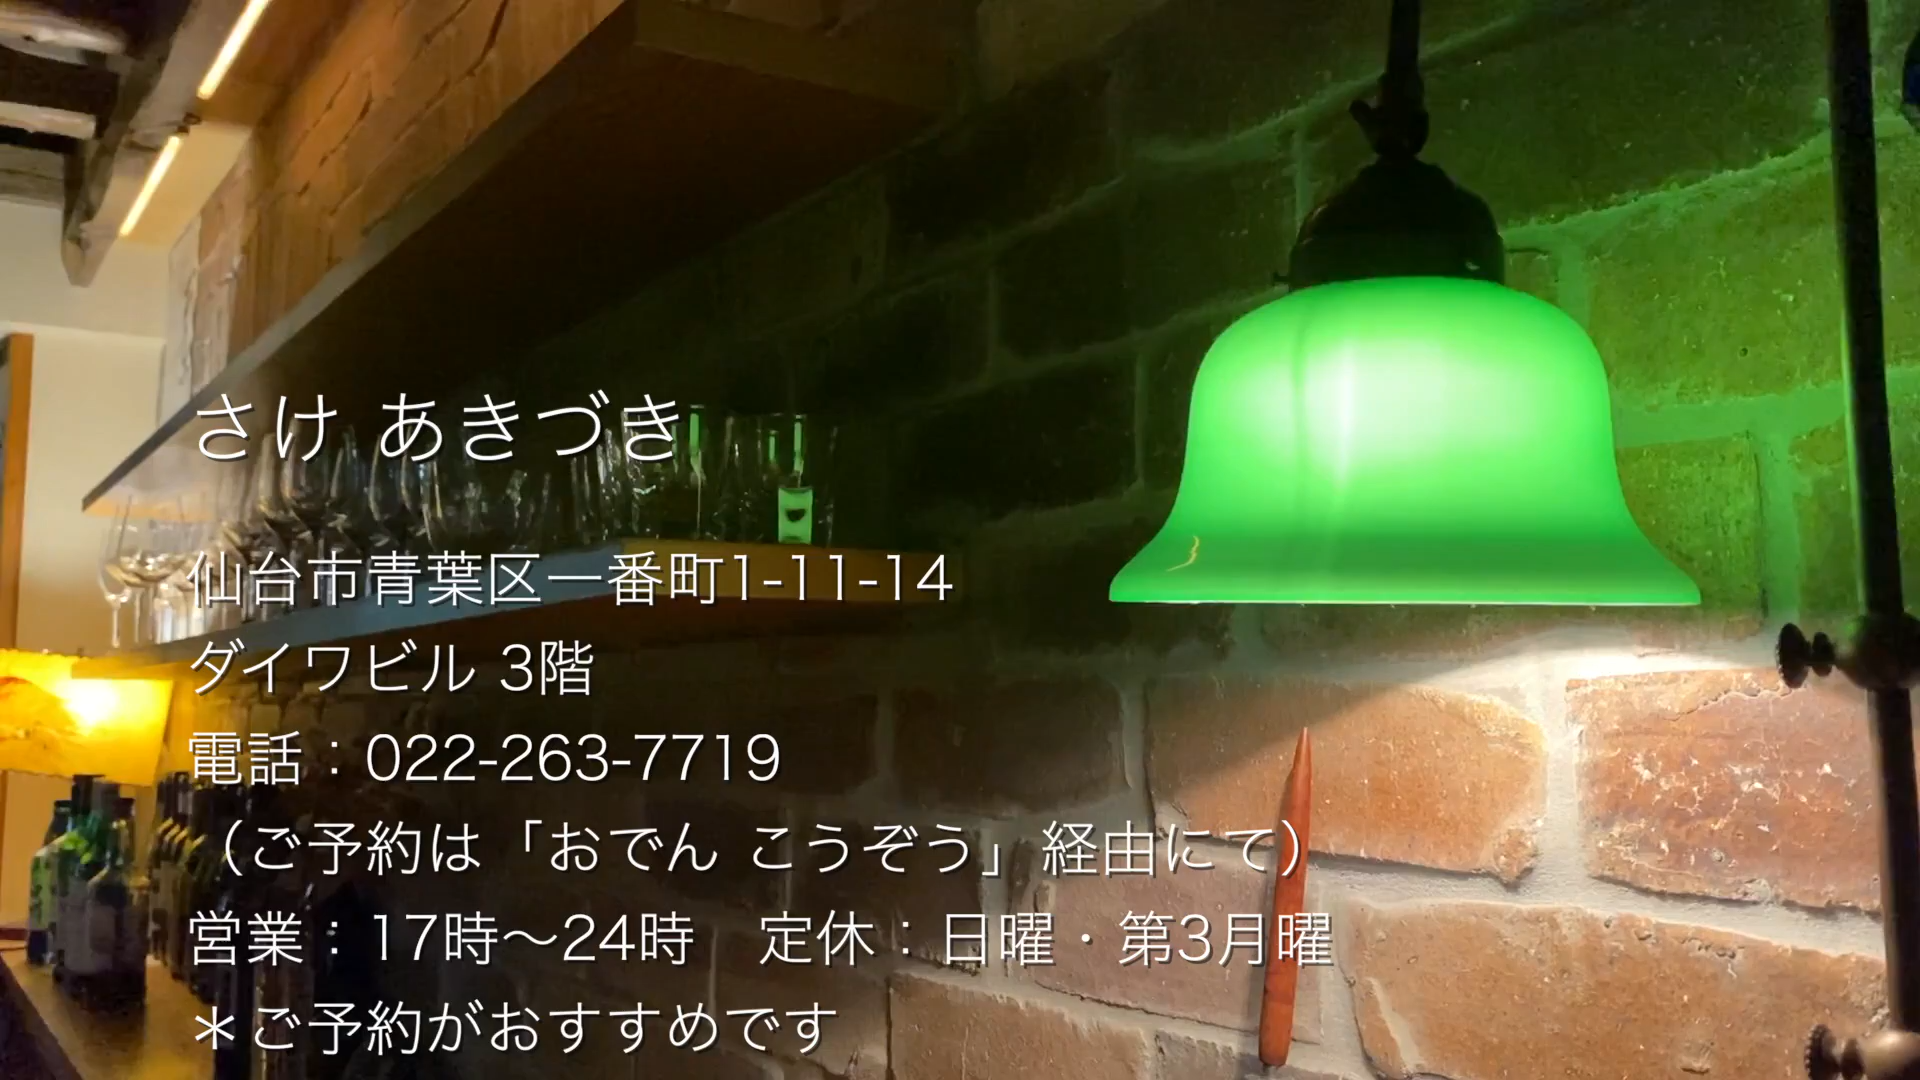 さけ あきづき
仙台市青葉区一番町1-11-14
ダイワビル 3階
電話：022-263-7719
（ご予約は「おでん こうぞう」経由にて）
営業：17時〜24時　定休：日曜・第3月曜
＊ご予約がおすすめです